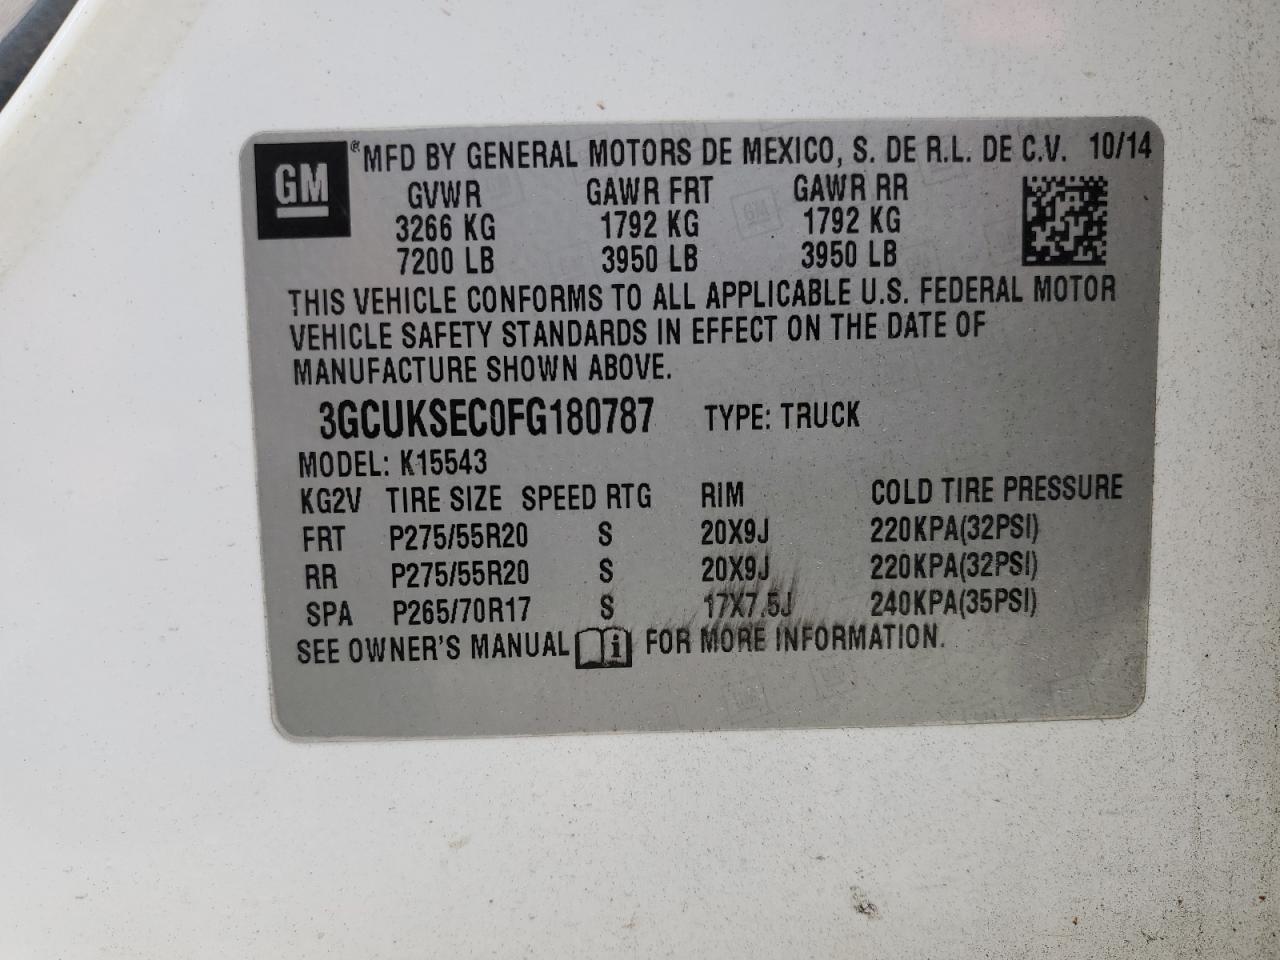 GM ® MFD BY GENERAL MOTORS DE MEXICO, S. DE R.L. DE C.V. 10/14
GVWR GAWR FRT GAWR RR
3266 KG 1792 KG 1792 KG
7200 LB 3950 LB 3950 LB
THIS VEHICLE CONFORMS TO ALL APPLICABLE U.S. FEDERAL MOTOR
VEHICLE SAFETY STANDARDS IN EFFECT ON THE DATE OF
MANUFACTURE SHOWN ABOVE.
3GCUKSEC0FG180787 TYPE: TRUCK
MODEL: K15543
KG2V TIRE SIZE SPEED RTG RIM COLD TIRE PRESSURE
FRT P275/55R20 S 20X9J 220KPA(32PSI)
RR P275/55R20 S 20X9J 220KPA(32PSI)
SPA P265/70R17 S 17X7.5J 240KPA(35PSI)
SEE OWNER'S MANUAL i FOR MORE INFORMATION.